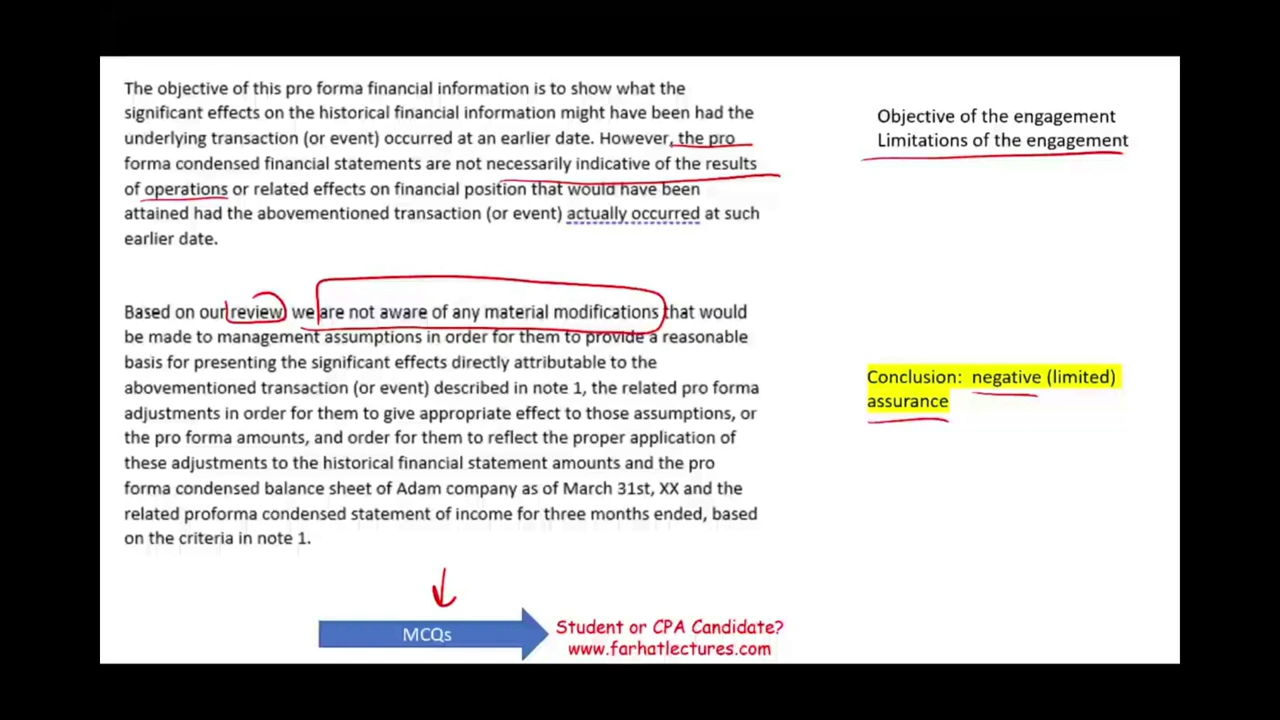 The objective of this pro forma financial information is to show what the
significant effects on the historical financial information might have been had the
underlying transaction (or event) occurred at an earlier date. However, the pro
forma condensed financial statements are not necessarily indicative of the results
of operations or related effects on financial position that would have been
attained had the abovementioned transaction (or event) actually occurred at such
earlier date.
Objective of the engagement
Limitations of the engagement
Based on our review, we are not aware of any material modifications that would
be made to management assumptions in order for them to provide a reasonable
basis for presenting the significant effects directly attributable to the
abovementioned transaction (or event) described in note 1, the related pro forma
adjustments in order for them to give appropriate effect to those assumptions, or
the pro forma amounts, and order for them to reflect the proper application of
these adjustments to the historical financial statement amounts and the pro
forma condensed balance sheet of Adam company as of March 31st, XX and the
related proforma condensed statement of income for three months ended, based
on the criteria in note 1.
Conclusion: negative (limited)
assurance
MCQs
Student or CPA Candidate?
www.farhatlectures.com